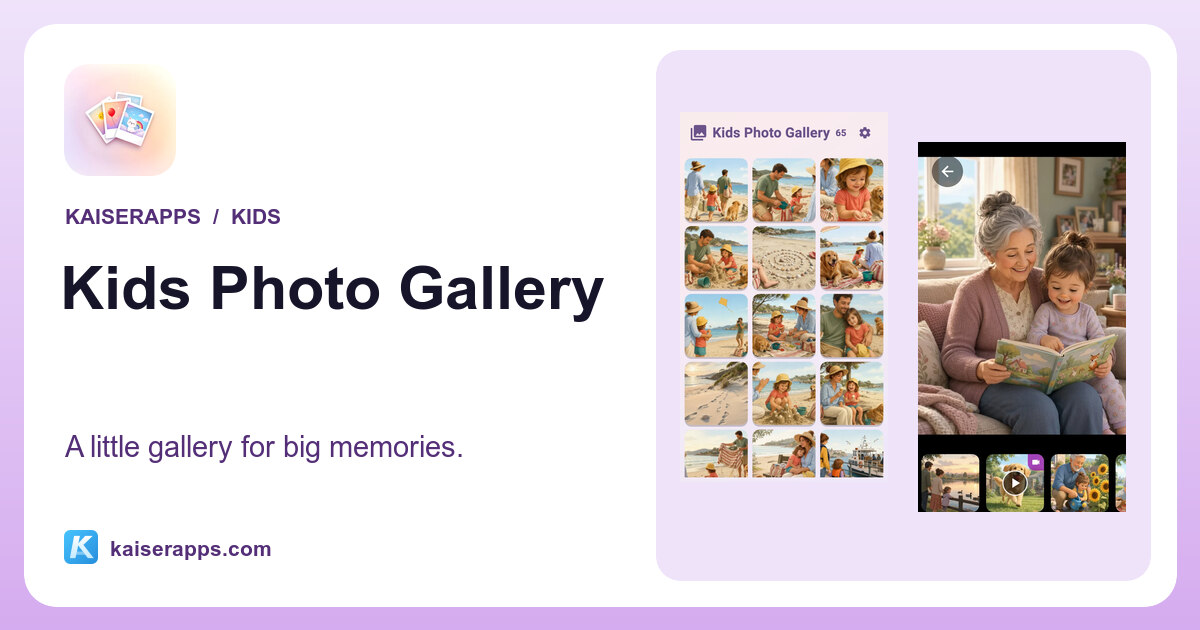 KAISERAPPS / KIDS
Kids Photo Gallery
A little gallery for big memories.
K kaiserapps.com
Kids Photo Gallery 65